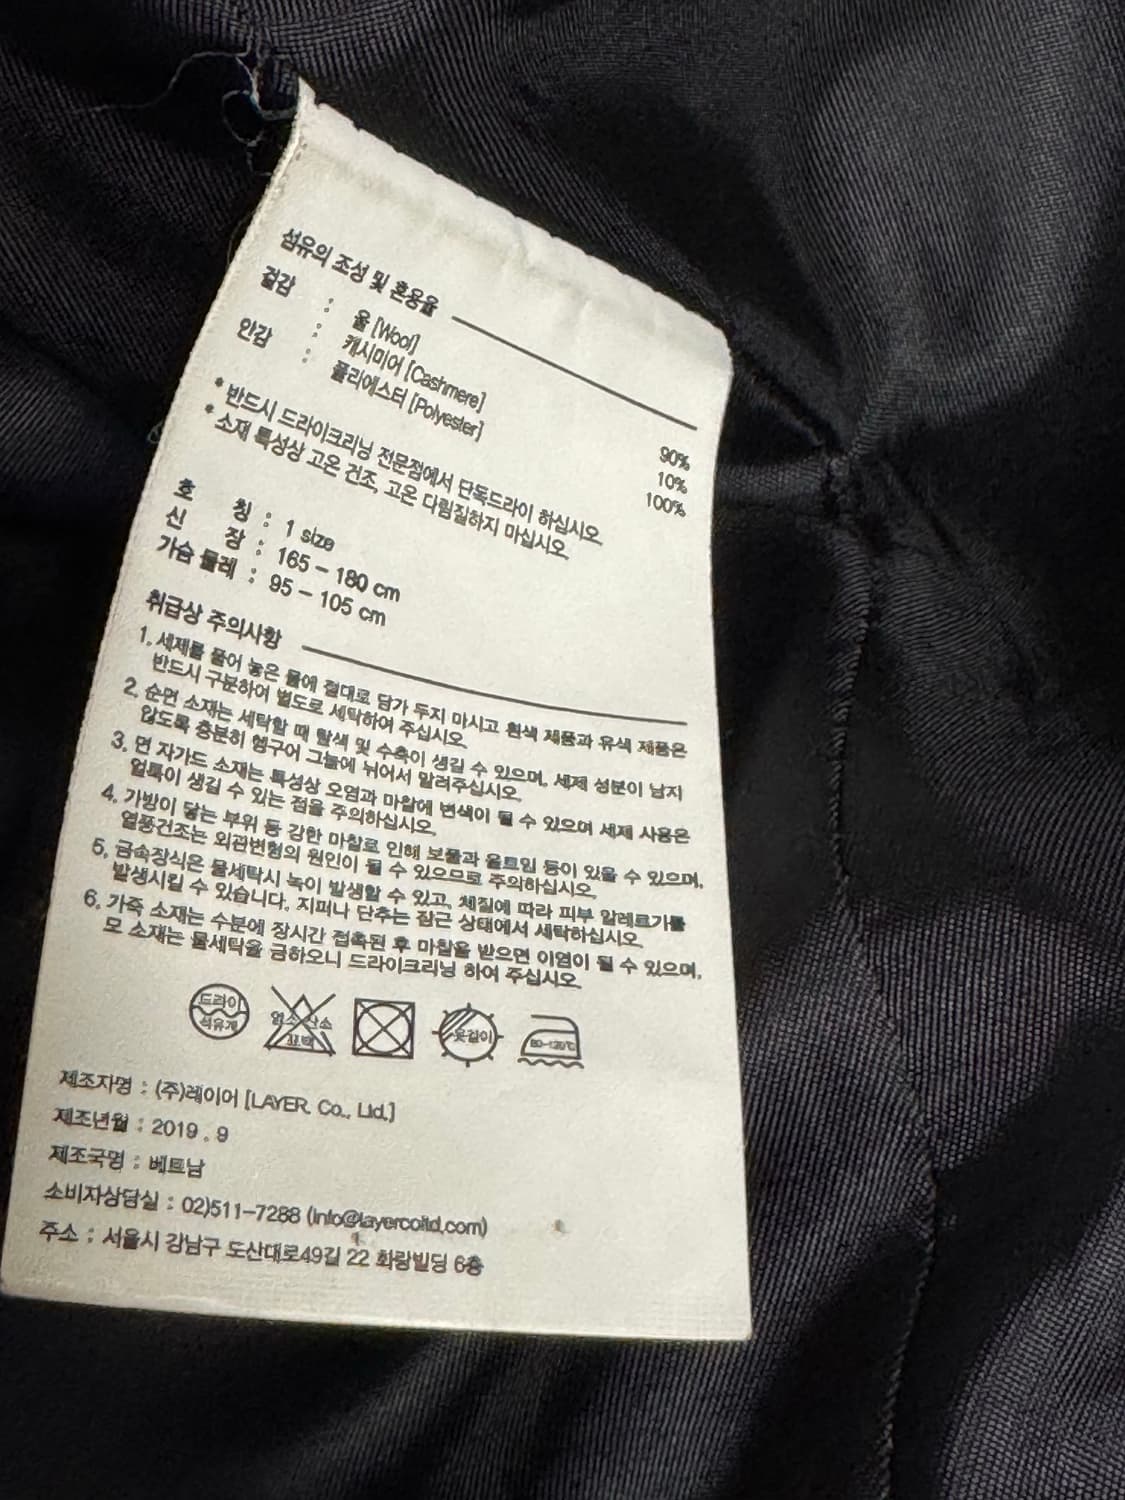 섬유의 조성 및 혼용율
겉감 : 울 [Wool] 90%
: 캐시미어 [Cashmere] 10%
안감 : 폴리에스터 [Polyester] 100%
* 반드시 드라이크리닝 전문점에서 단독드라이 하십시오.
* 소재 특성상 고온 건조, 고온 다림질하지 마십시오.
호 칭 : 1 size
신 장 : 165 - 180 cm
가슴 둘레 : 95 - 105 cm
취급상 주의사항
1. 세제를 풀어 놓은 물에 절대로 담가 두지 마시고 흰색 제품과 유색 제품은
반드시 구분하여 별도로 세탁하여 주십시오.
2. 순면 소재는 세탁할 때 탈색 및 수축이 생길 수 있으며, 세제 성분이 남지
않도록 충분히 헹구어 그늘에 뉘어서 말려주십시오.
3. 면 자가드 소재는 특성상 오염과 마찰에 변색이 될 수 있으며 세제 사용은
얼룩이 생길 수 있는 점을 주의하십시오.
4. 가방이 닿는 부위 등 강한 마찰로 인해 보풀과 올트임 등이 있을 수 있으며,
열풍건조는 외관변형의 원인이 될 수 있으므로 주의하십시오.
5. 금속장식은 물세탁시 녹이 발생할 수 있고, 체질에 따라 피부 알레르기를
발생시킬 수 있습니다. 지퍼나 단추는 잠근 상태에서 세탁하십시오.
6. 가죽 소재는 수분에 장시간 접촉된 후 마찰을 받으면 이염이 될 수 있으며,
모 소재는 물세탁을 금하오니 드라이크리닝 하여 주십시오.
드라이 염소 산소 옷걸이 80~120℃
석유계 표백
제조자명 : (주)레이어 [LAYER. Co., Ltd.]
제조년월 : 2019 . 9
제조국명 : 베트남
소비자상담실 : 02)511-7288 (info@layercoltd.com)
주소 : 서울시 강남구 도산대로49길 22 화랑빌딩 6층